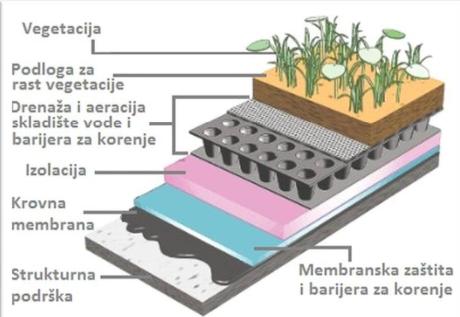 Vegetacija
Podloga za
rast vegetacije
Drenaža i aeracija
skladište vode i
barijera za korenje
Izolacija
Krovna
membrana
Strukturna
podrška
Membranska zaštita
i barijera za korenje